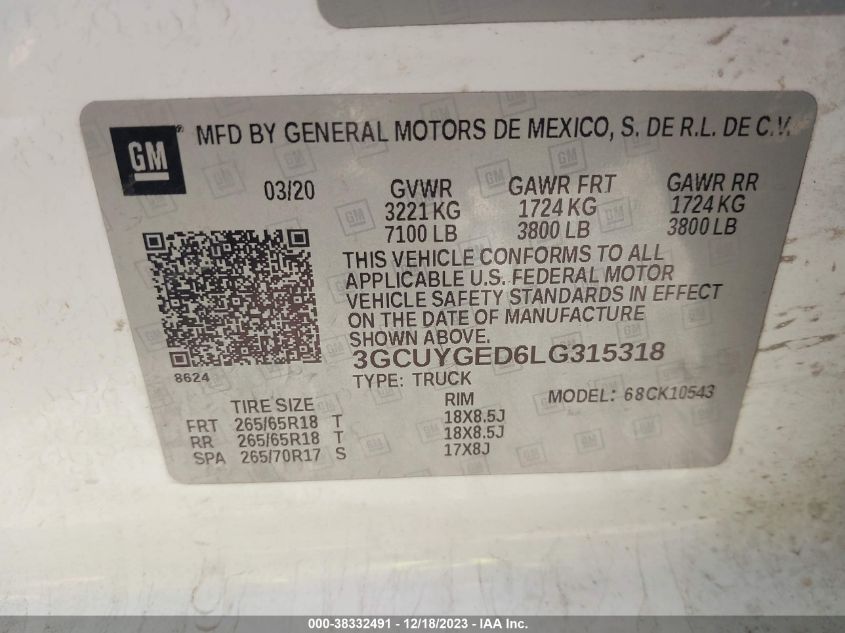 GM
®
MFD BY GENERAL MOTORS DE MEXICO, S. DE R.L. DE C.V.
03/20
GVWR GAWR FRT GAWR RR
3221 KG 1724 KG 1724 KG
7100 LB 3800 LB 3800 LB
THIS VEHICLE CONFORMS TO ALL
APPLICABLE U.S. FEDERAL MOTOR
VEHICLE SAFETY STANDARDS IN EFFECT
ON THE DATE OF MANUFACTURE
SHOWN ABOVE.
3GCUYGED6LG315318
8624
TYPE: TRUCK
MODEL: 68CK10543
TIRE SIZE RIM
FRT 265/65R18 T 18X8.5J
RR 265/65R18 T 18X8.5J
SPA 265/70R17 S 17X8J
000-38332491 - 12/18/2023 - IAA Inc.